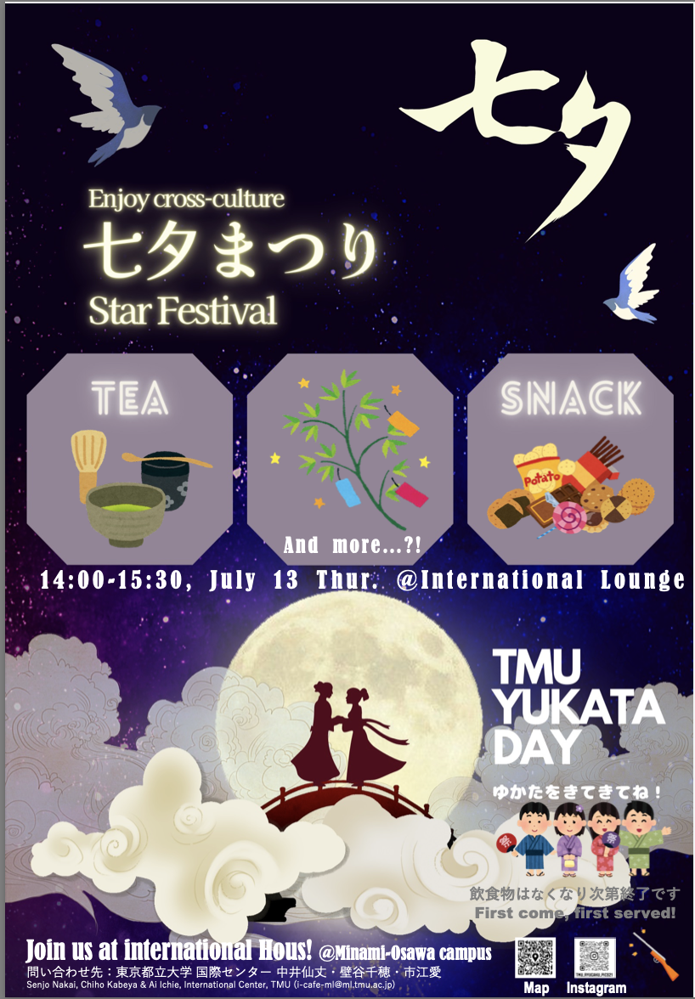 七夕
Enjoy cross-culture
七夕まつり
Star Festival
TEA
SNACK
Potato
And more...?!
14:00-15:30, July 13 Thur. @International Lounge
TMU
YUKATA
DAY
ゆかたをきてきてね！
祭
祭
飲食物はなくなり次第終了です
First come, first served!
Join us at international Hous! @Minami-Osawa campus
問い合わせ先：東京都立大学 国際センター 中井仙丈・壁谷千穂・市江愛
Senjo Nakai, Chiho Kabeya & Ai Ichie, International Center, TMU (i-cafe-ml@ml.tmu.ac.jp)
Map
Instagram